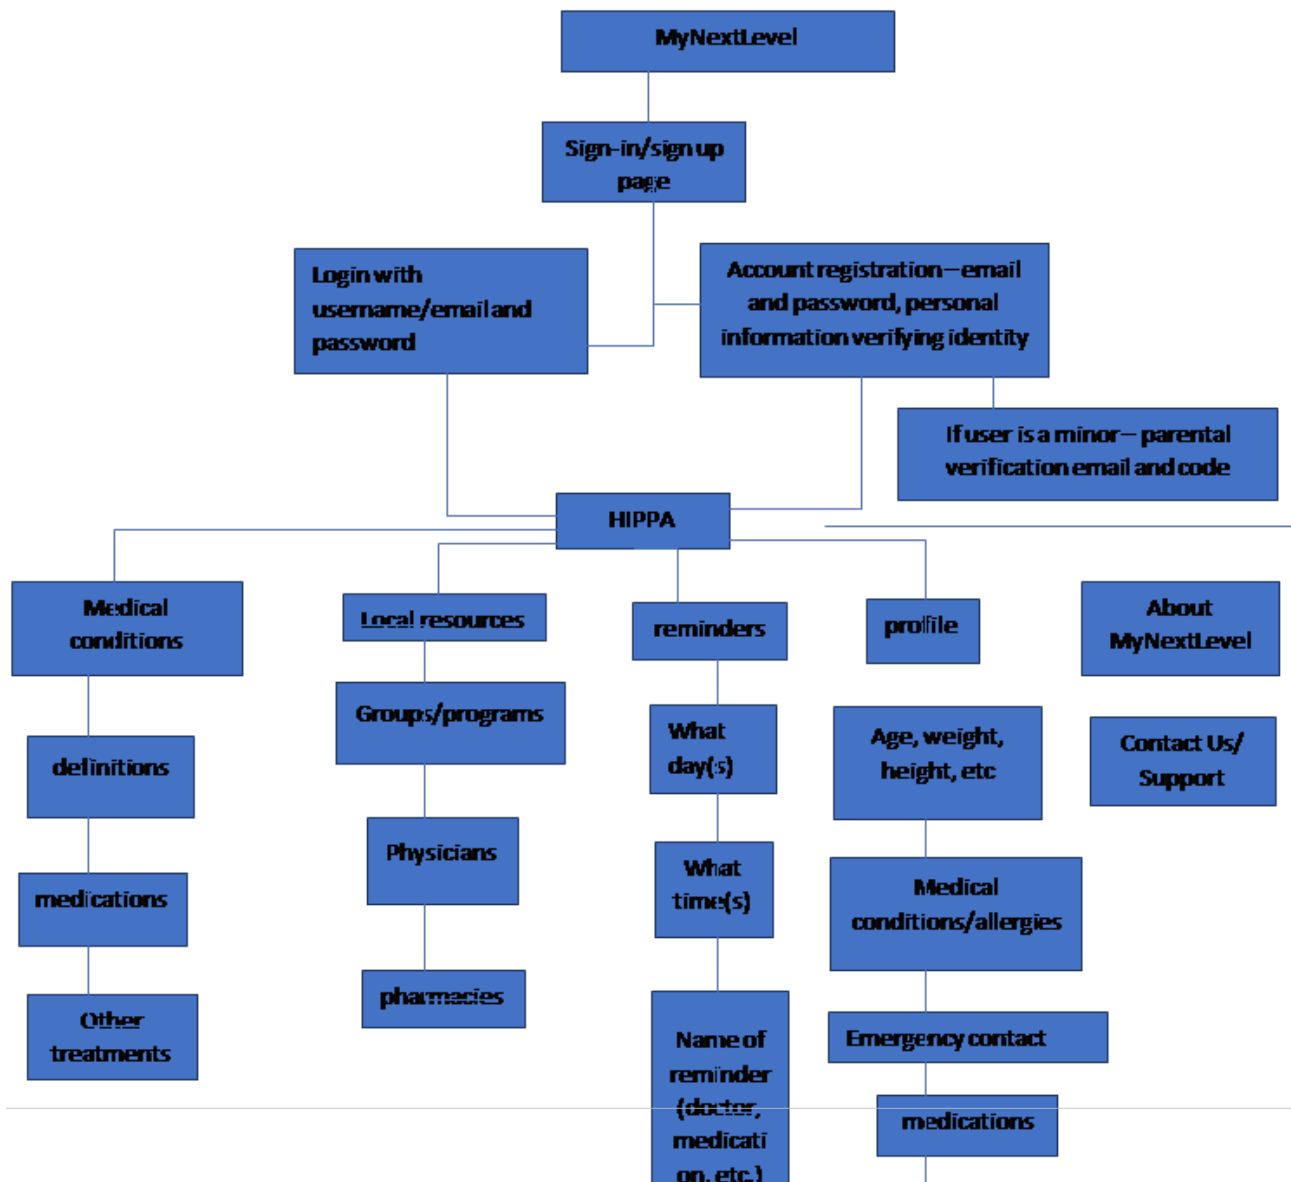 MyNextLevel
Sign-in/sign up
page
Login with
username/email and
password
Account registration – email
and password, personal
information verifying identity
If user is a minor – parental
verification email and code
HIPPA
Medical
conditions
definitions
medications
Other
treatments
Local resources
Groups/programs
Physicians
pharmacies
reminders
What
day(s)
What
time(s)
Name of
reminder
(doctor,
medicati
on, etc.)
profile
Age, weight,
height, etc
Medical
conditions/allergies
Emergency contact
medications
About
MyNextLevel
Contact Us/
Support